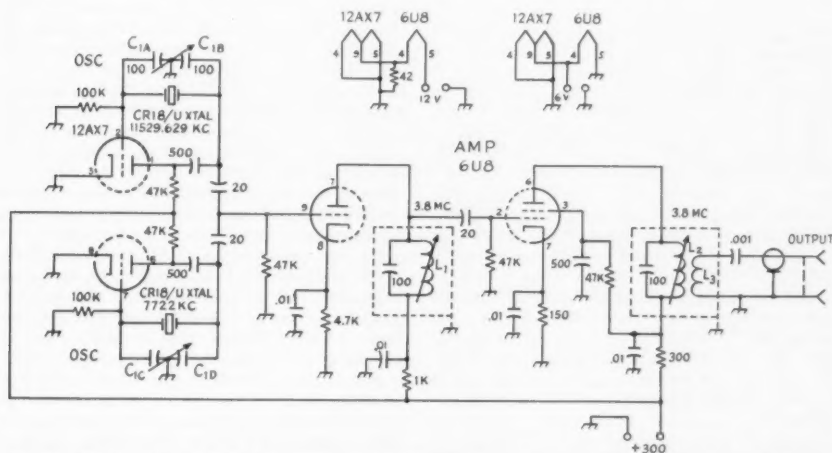 OSC C1A C1B
100 100
100K
CR18/U XTAL
11529.629 KC
12AX7
2
3
1
500
47K
20
47K
20
8
6
7
500
100K
CR18/U XTAL
7722 KC
OSC
C1C C1D
12AX7 6U8
4 9 5 4 5
42
12 V
12AX7 6U8
4 9 5 4 5
6V
AMP
6U8
7
9
8
47K
.01
4.7K
3.8 MC
100
L1
.01
1K
20
47K
6
2
3
7
.01
150
500
47K
3.8 MC
100
L2
L3
.001
OUTPUT
.01
300
+300